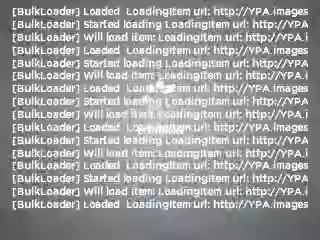 [BulkLoader] Loaded LoadingItem url: http://YPA.images
[BulkLoader] Started loading LoadingItem url: http://YPA
[BulkLoader] Will load item LoadingItem url: http://YPA.i
[BulkLoader] Loaded LoadingItem url: http://YPA.images
[BulkLoader] Started loading LoadingItem url: http://YPA
[BulkLoader] Will load item LoadingItem url: http://YPA.i
[BulkLoader] Loaded LoadingItem url: http://YPA.images
[BulkLoader] Started loading LoadingItem url: http://YPA
[BulkLoader] Will load item LoadingItem url: http://YPA.i
[BulkLoader] Loaded LoadingItem url: http://YPA.images
[BulkLoader] Started loading LoadingItem url: http://YPA
[BulkLoader] Will load item LoadingItem url: http://YPA.i
[BulkLoader] Loaded LoadingItem url: http://YPA.images
[BulkLoader] Started loading LoadingItem url: http://YPA
[BulkLoader] Will load item LoadingItem url: http://YPA.i
[BulkLoader] Loaded LoadingItem url: http://YPA.images